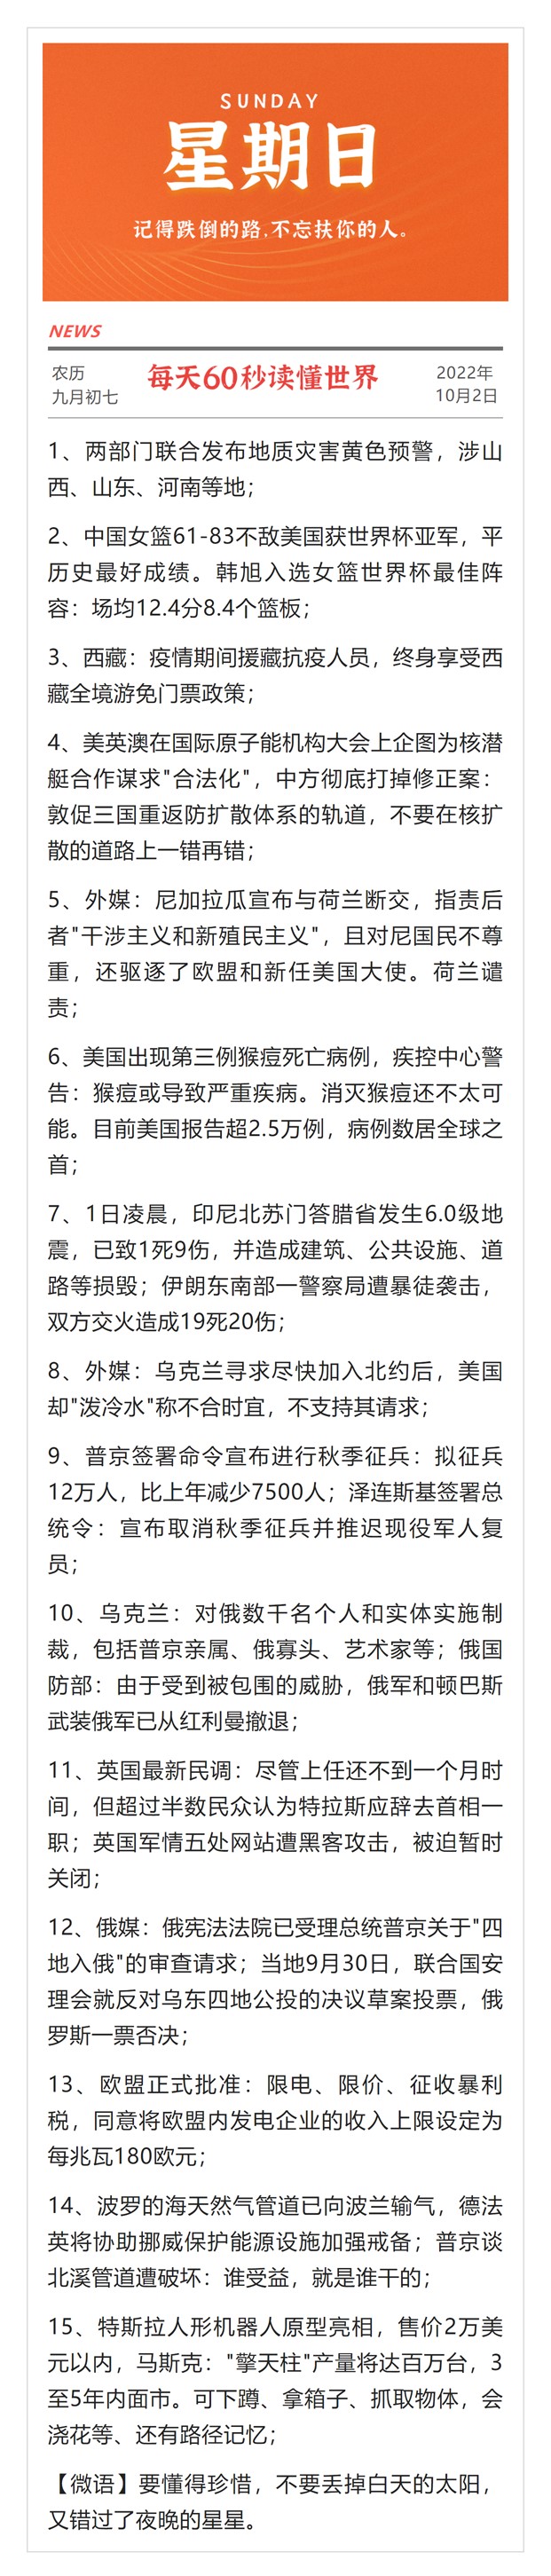 SUNDAY
星期日
记得跌倒的路,不忘扶你的人。
NEWS
农历
九月初七
每天60秒读懂世界
2022年
10月2日
1、两部门联合发布地质灾害黄色预警，涉山
西、山东、河南等地；
2、中国女篮61-83不敌美国获世界杯亚军，平
历史最好成绩。韩旭入选女篮世界杯最佳阵
容：场均12.4分8.4个篮板；
3、西藏：疫情期间援藏抗疫人员，终身享受西
藏全境游免门票政策；
4、美英澳在国际原子能机构大会上企图为核潜
艇合作谋求"合法化"，中方彻底打掉修正案：
敦促三国重返防扩散体系的轨道，不要在核扩
散的道路上一错再错；
5、外媒：尼加拉瓜宣布与荷兰断交，指责后
者"干涉主义和新殖民主义"，且对尼国民不尊
重，还驱逐了欧盟和新任美国大使。荷兰谴
责；
6、美国出现第三例猴痘死亡病例，疾控中心警
告：猴痘或导致严重疾病。消灭猴痘还不太可
能。目前美国报告超2.5万例，病例数居全球之
首；
7、1日凌晨，印尼北苏门答腊省发生6.0级地
震，已致1死9伤，并造成建筑、公共设施、道
路等损毁；伊朗东南部一警察局遭暴徒袭击，
双方交火造成19死20伤；
8、外媒：乌克兰寻求尽快加入北约后，美国
却"泼冷水"称不合时宜，不支持其请求；
9、普京签署命令宣布进行秋季征兵：拟征兵
12万人，比上年减少7500人；泽连斯基签署总
统令：宣布取消秋季征兵并推迟现役军人复
员；
10、乌克兰：对俄数千名个人和实体实施制
裁，包括普京亲属、俄寡头、艺术家等；俄国
防部：由于受到被包围的威胁，俄军和顿巴斯
武装俄军已从红利曼撤退；
11、英国最新民调：尽管上任还不到一个月时
间，但超过半数民众认为特拉斯应辞去首相一
职；英国军情五处网站遭黑客攻击，被迫暂时
关闭；
12、俄媒：俄宪法法院已受理总统普京关于"四
地入俄"的审查请求；当地9月30日，联合国安
理会就反对乌东四地公投的决议草案投票，俄
罗斯一票否决；
13、欧盟正式批准：限电、限价、征收暴利
税，同意将欧盟内发电企业的收入上限设定为
每兆瓦180欧元；
14、波罗的海天然气管道已向波兰输气，德法
英将协助挪威保护能源设施加强戒备；普京谈
北溪管道遭破坏：谁受益，就是谁干的；
15、特斯拉人形机器人原型亮相，售价2万美
元以内，马斯克："擎天柱"产量将达百万台，3
至5年内面市。可下蹲、拿箱子、抓取物体，会
浇花等、还有路径记忆；
【微语】要懂得珍惜，不要丢掉白天的太阳，
又错过了夜晚的星星。